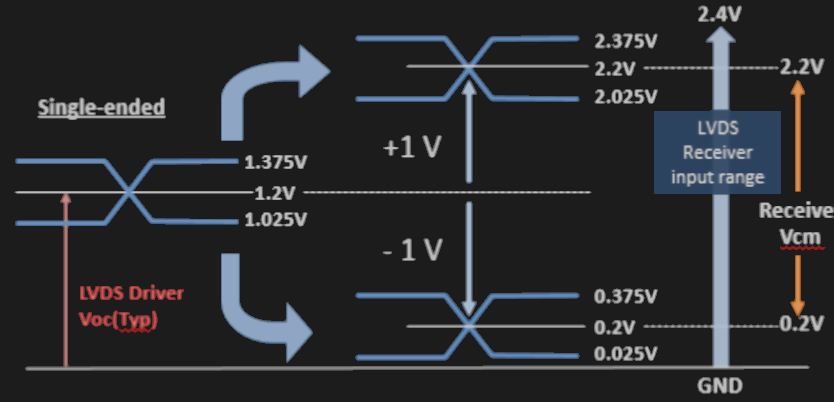 2.4V
2.375V
2.2V
2.2V
2.025V
Single-ended
+1 V
LVDS
Receiver
input range
1.375V
1.2V
1.025V
Receive
Vcm
- 1 V
LVDS Driver
Voc(Typ)
0.375V
0.2V
0.2V
0.025V
GND